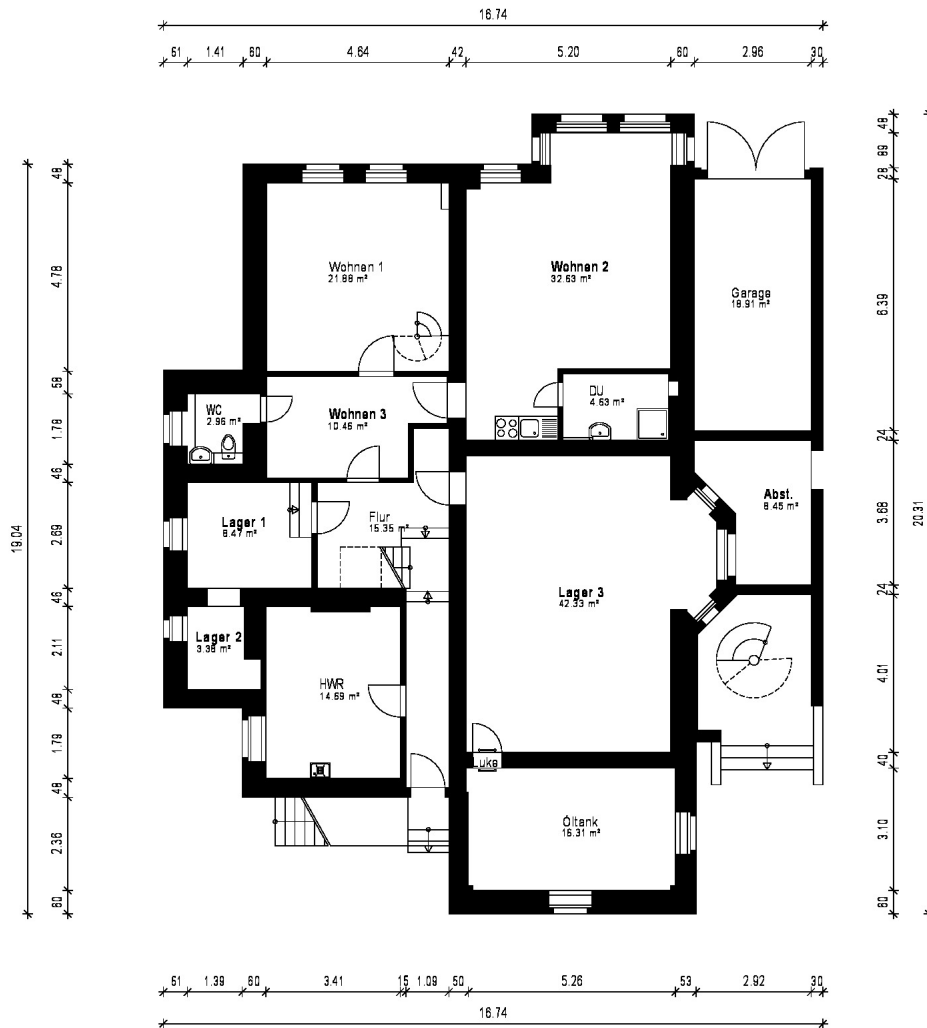 16.74
61 1.41 60 4.64 42 5.20 60 2.96 30
48
89
28
6.39
24
3.68
24
4.01
40
3.10
60
20.31
19.04
48
4.78
58
1.78
46
2.69
46
2.11
48
1.78
48
2.36
60
Wohnen 1
21.88 m²
Wohnen 2
32.63 m²
Garage
18.91 m²
WC
2.96 m²
Wohnen 3
10.46 m²
DU
4.63 m²
Lager 1
8.47 m²
Flur
15.35 m²
Abst.
8.45 m²
Lager 3
42.33 m²
Lager 2
3.38 m²
HWR
14.69 m²
Luke
Öltank
16.31 m²
61 1.39 60 3.41 15 1.09 50 5.26 53 2.92 30
16.74